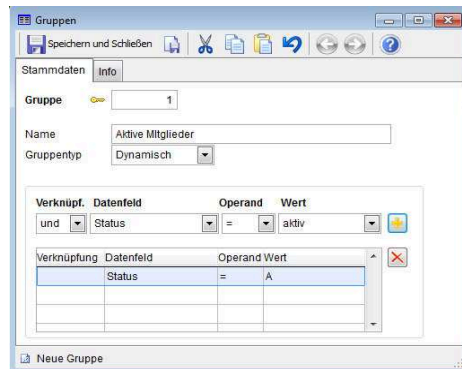 Gruppen
Speichern und Schließen
Stammdaten Info
Gruppe 1
Name Aktive MItglieder
Gruppentyp Dynamisch
Verknüpf. Datenfeld Operand Wert
und Status = aktiv
Verknüpfung Datenfeld Operand Wert
Status = A
Neue Gruppe